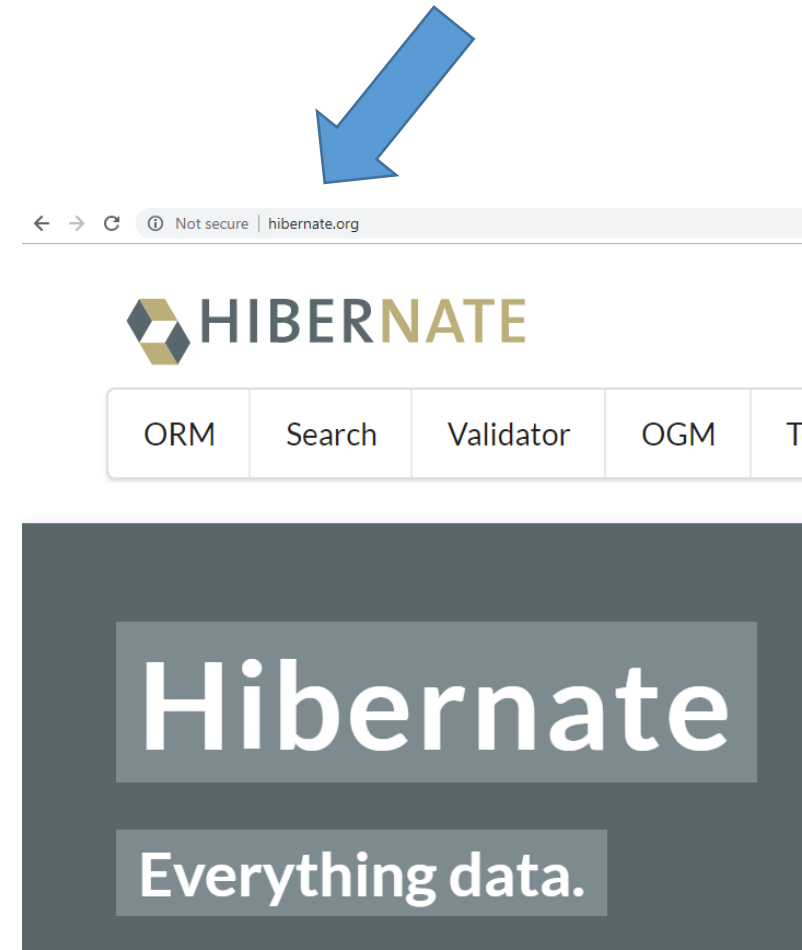 Not secure | hibernate.org
HIBERNATE
ORM Search Validator OGM T
Hibernate
Everything data.